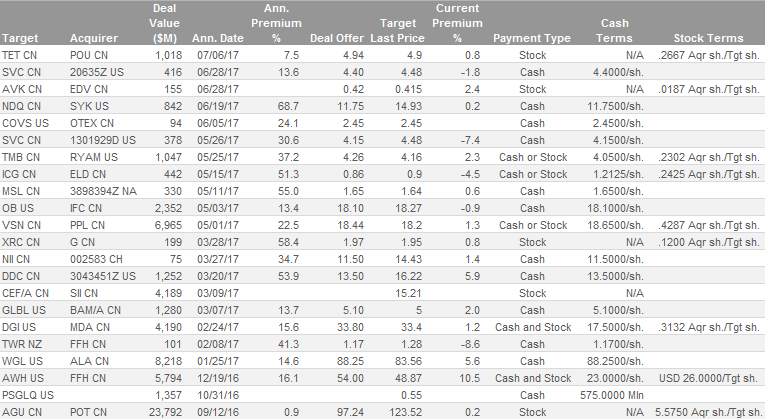 Deal Ann. Target Current
Value Premium Last Price Premium Cash
Target Acquirer ($M) Ann. Date % Deal Offer % Payment Type Terms Stock Terms
TET CN POU CN 1,018 07/06/17 7.5 4.94 4.9 0.8 Stock N/A .2667 Aqr sh./Tgt sh.
SVC CN 20635Z US 416 06/28/17 13.6 4.40 4.48 -1.8 Cash 4.4000/sh.
AVK CN EDV CN 155 06/28/17 0.42 0.415 2.4 Stock N/A .0187 Aqr sh./Tgt sh.
NDQ CN SYK US 842 06/19/17 68.7 11.75 14.93 0.2 Cash 11.7500/sh.
COVS US OTEX CN 94 06/05/17 24.1 2.45 2.45 Cash 2.4500/sh.
SVC CN 1301929D US 378 05/26/17 30.6 4.15 4.48 -7.4 Cash 4.1500/sh.
TMB CN RYAM US 1,047 05/25/17 37.2 4.26 4.16 2.3 Cash or Stock 4.0500/sh. .2302 Aqr sh./Tgt sh.
ICG CN ELD CN 442 05/15/17 51.3 0.86 0.9 -4.5 Cash or Stock 1.2125/sh. .2425 Aqr sh./Tgt sh.
MSL CN 3898394Z NA 330 05/11/17 55.0 1.65 1.64 0.6 Cash 1.6500/sh.
OB US IFC CN 2,352 05/03/17 13.4 18.10 18.27 -0.9 Cash 18.1000/sh.
VSN CN PPL CN 6,965 05/01/17 22.5 18.44 18.2 1.3 Cash or Stock 18.6500/sh. .4287 Aqr sh./Tgt sh.
XRC CN G CN 199 03/28/17 58.4 1.97 1.95 0.8 Stock N/A .1200 Aqr sh./Tgt sh.
NII CN 002583 CH 75 03/27/17 34.7 11.50 14.43 1.4 Cash 11.5000/sh.
DDC CN 3043451Z US 1,252 03/20/17 53.9 13.50 16.22 5.9 Cash 13.5000/sh.
CEF/A CN SII CN 4,189 03/09/17 15.21 Stock N/A
GLBL US BAM/A CN 1,280 03/07/17 13.7 5.10 5 2.0 Cash 5.1000/sh.
DGI US MDA CN 4,190 02/24/17 15.6 33.80 33.4 1.2 Cash and Stock 17.5000/sh. .3132 Aqr sh./Tgt sh.
TWR NZ FFH CN 101 02/08/17 41.3 1.17 1.28 -8.6 Cash 1.1700/sh.
WGL US ALA CN 8,218 01/25/17 14.6 88.25 83.56 5.6 Cash 88.2500/sh.
AWH US FFH CN 5,794 12/19/16 16.1 54.00 48.87 10.5 Cash and Stock 23.0000/sh. USD 26.0000/Tgt sh.
PSGLQ US 1,357 10/31/16 0.55 Cash 575.0000 Mln
AGU CN POT CN 23,792 09/12/16 0.9 97.24 123.52 0.2 Stock N/A 5.5750 Aqr sh./Tgt sh.